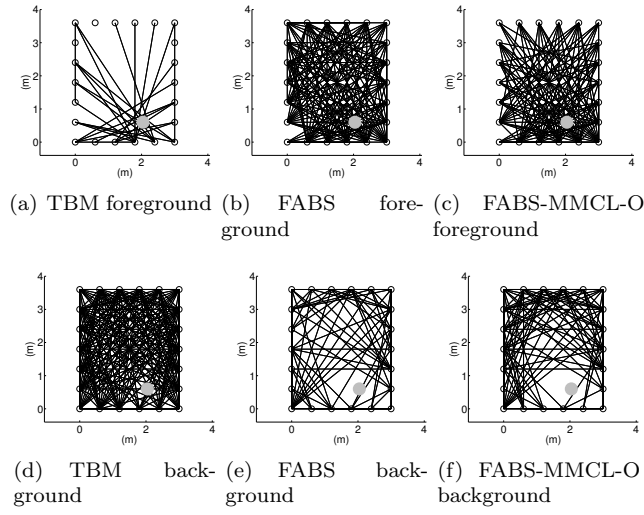 4
3
2
1
0
(m)
0 2 4
(m)
4
3
2
1
0
(m)
0 2 4
(m)
4
3
2
1
0
(m)
0 2 4
(m)
(a) TBM foreground
(b) FABS fore-
ground
(c) FABS-MMCL-O
foreground
4
3
2
1
0
(m)
0 2 4
(m)
4
3
2
1
0
(m)
0 2 4
(m)
4
3
2
1
0
(m)
0 2 4
(m)
(d) TBM back-
ground
(e) FABS back-
ground
(f) FABS-MMCL-O
background